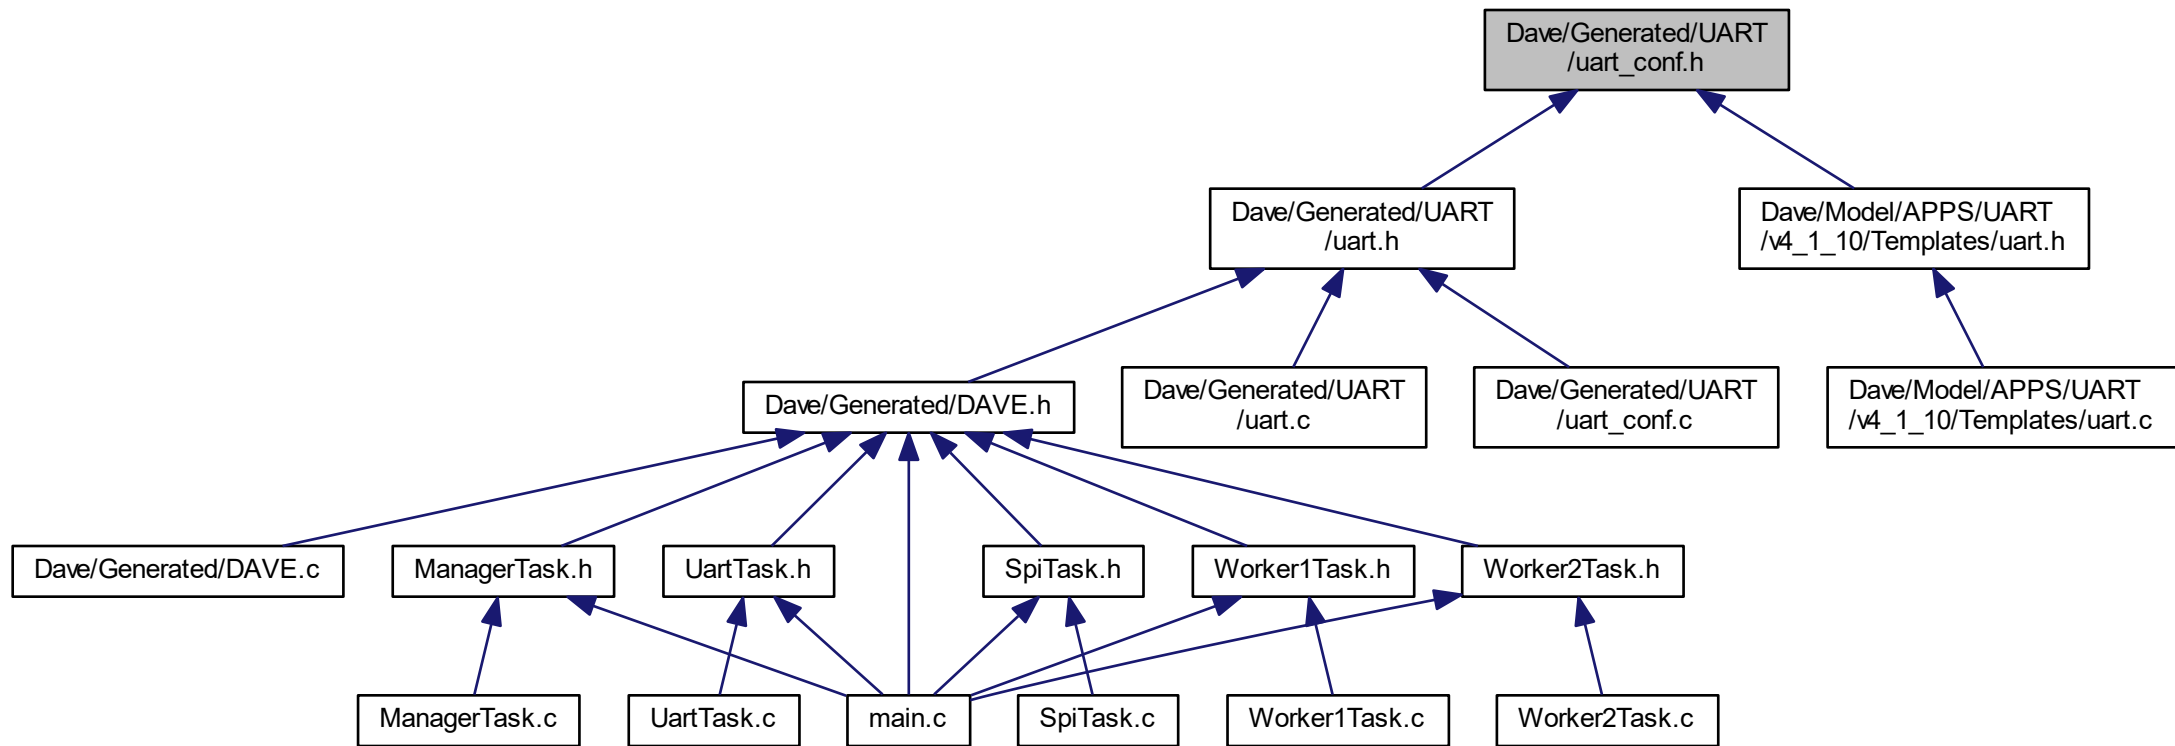 Dave/Generated/UART
/uart_conf.h
Dave/Generated/UART
/uart.h
Dave/Model/APPS/UART
/v4_1_10/Templates/uart.h
Dave/Generated/DAVE.h
Dave/Generated/UART
/uart.c
Dave/Generated/UART
/uart_conf.c
Dave/Model/APPS/UART
/v4_1_10/Templates/uart.c
Dave/Generated/DAVE.c
ManagerTask.h
UartTask.h
SpiTask.h
Worker1Task.h
Worker2Task.h
ManagerTask.c
UartTask.c
main.c
SpiTask.c
Worker1Task.c
Worker2Task.c